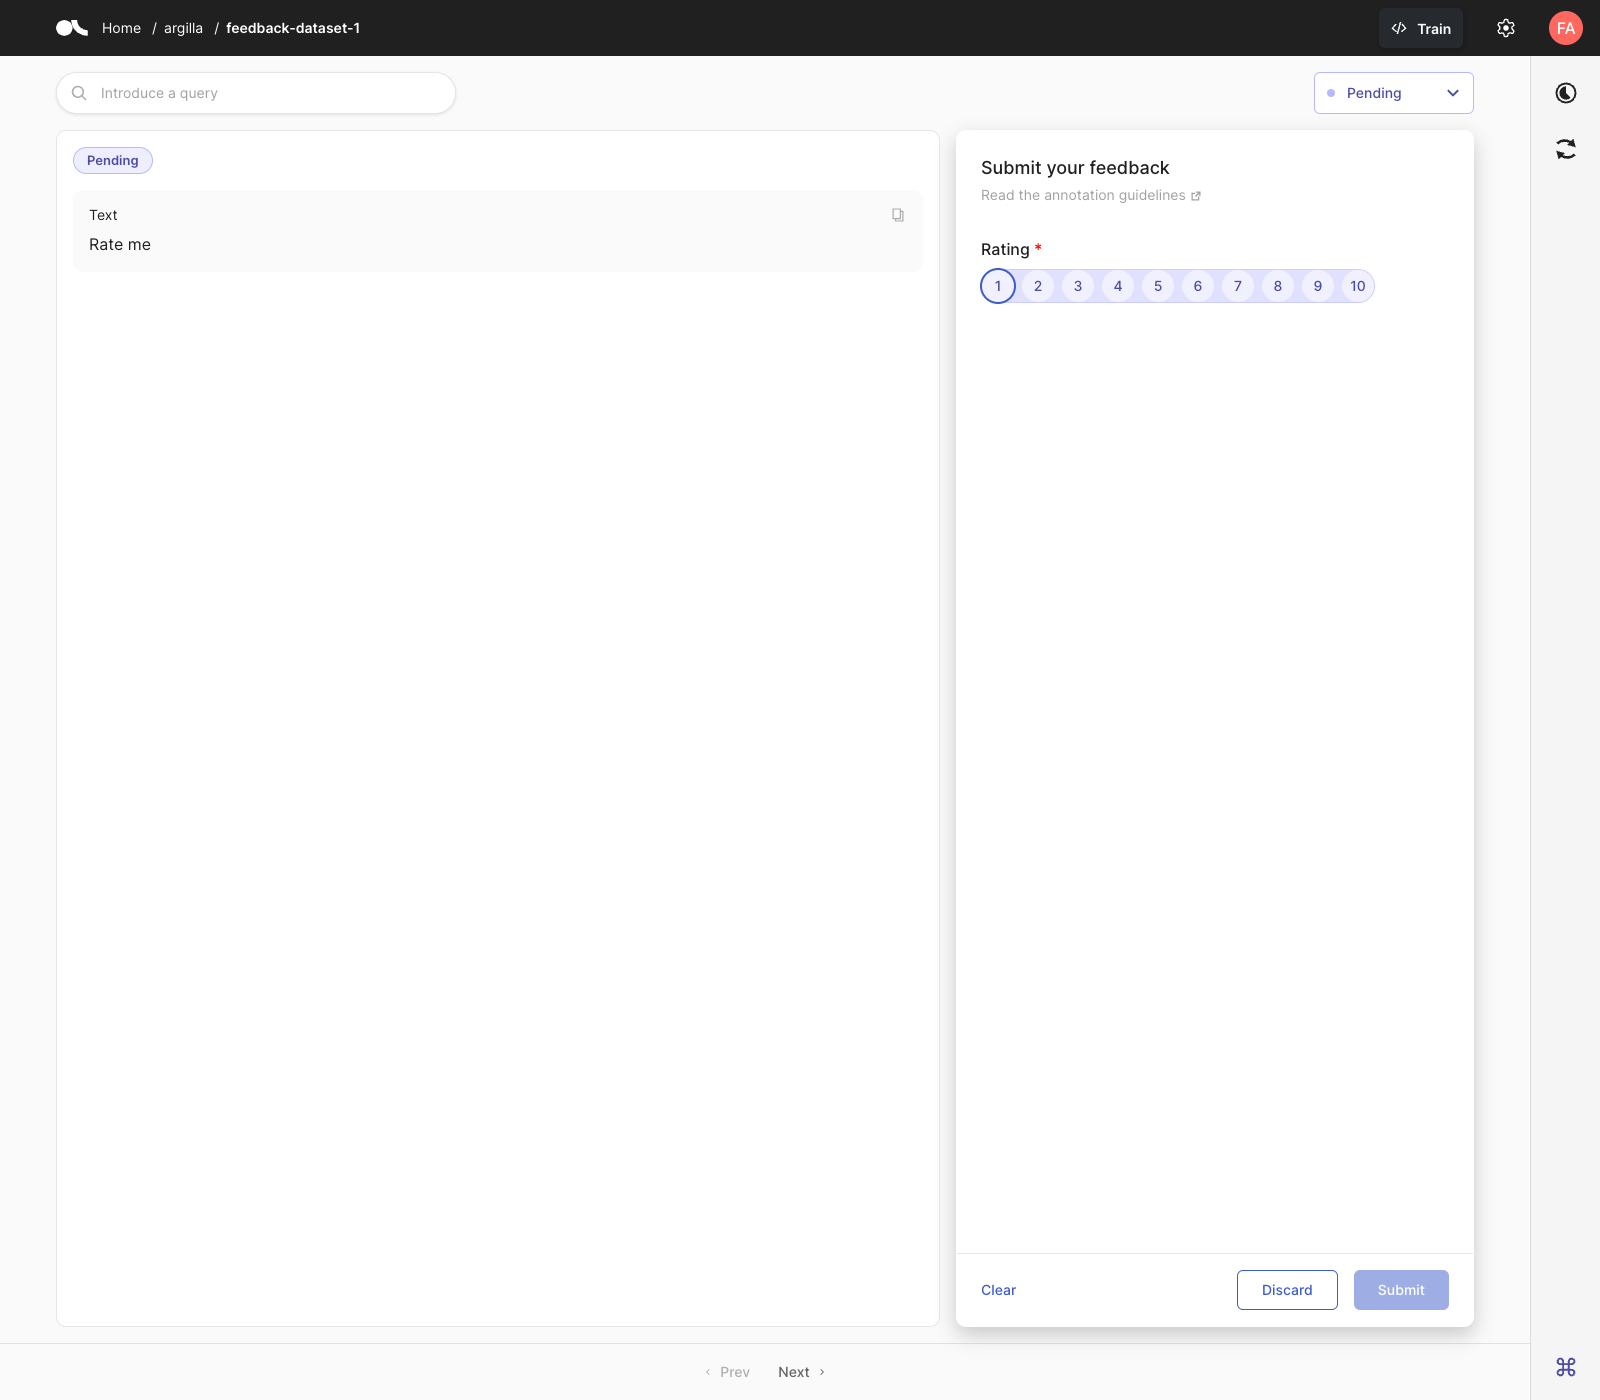 Home / argilla / feedback-dataset-1
Train
FA
Introduce a query
Pending
Pending
Text
Rate me
Submit your feedback
Read the annotation guidelines
Rating *
1 2 3 4 5 6 7 8 9 10
Clear
Discard
Submit
Prev
Next